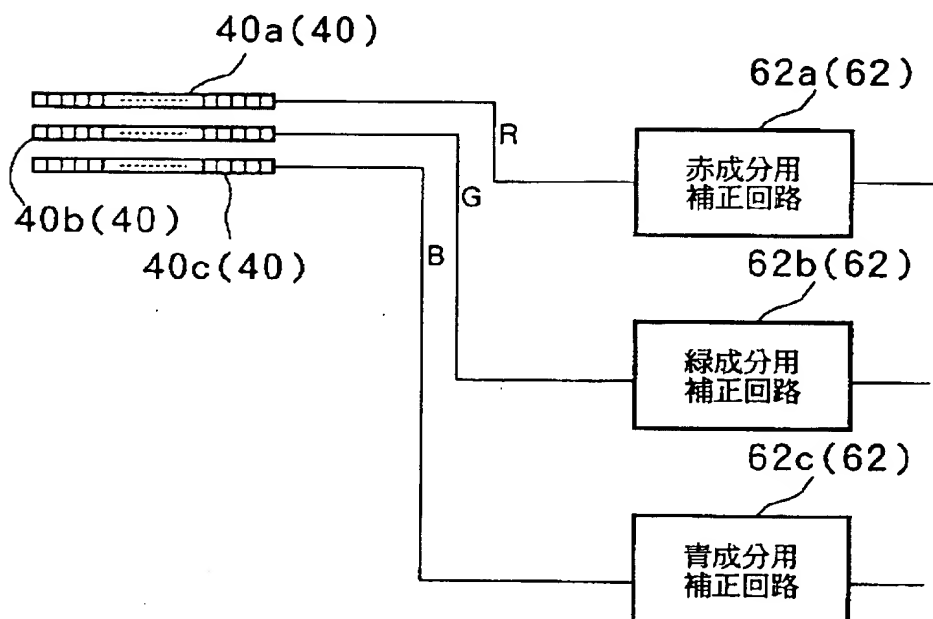 40a(40)
62a(62)
R
赤成分用
補正回路
40b(40)
G
40c(40)
B
62b(62)
緑成分用
補正回路
62c(62)
青成分用
補正回路